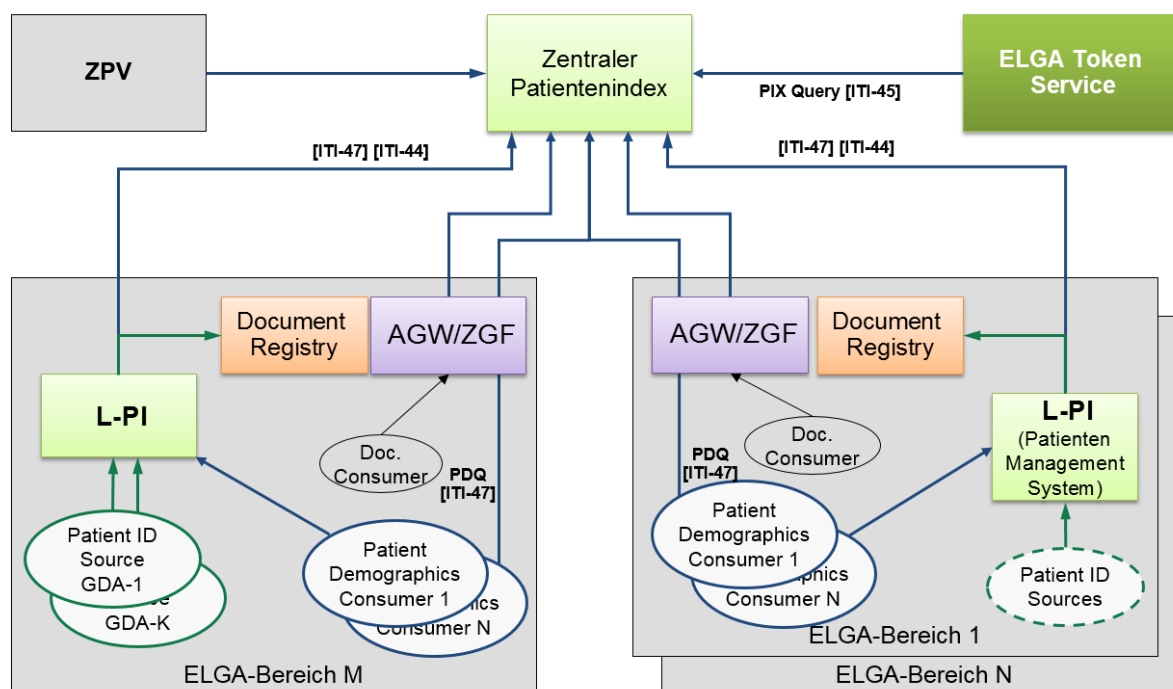 ZPV
Zentraler
Patientenindex
ELGA Token
Service
PIX Query [ITI-45]
[ITI-47] [ITI-44]
[ITI-47] [ITI-44]
Document
Registry
AGW/ZGF
L-PI
Doc.
Consumer
PDQ
[ITI-47]
Patient ID
Source
GDA-1
GDA-K
Patient
Demographics
Consumer 1
Consumer N
ELGA-Bereich M
AGW/ZGF
Document
Registry
L-PI
(Patienten
Management
System)
Doc.
Consumer
PDQ
[ITI-47]
Patient
Demographics
Consumer 1
Consumer N
Patient ID
Sources
ELGA-Bereich 1
ELGA-Bereich N